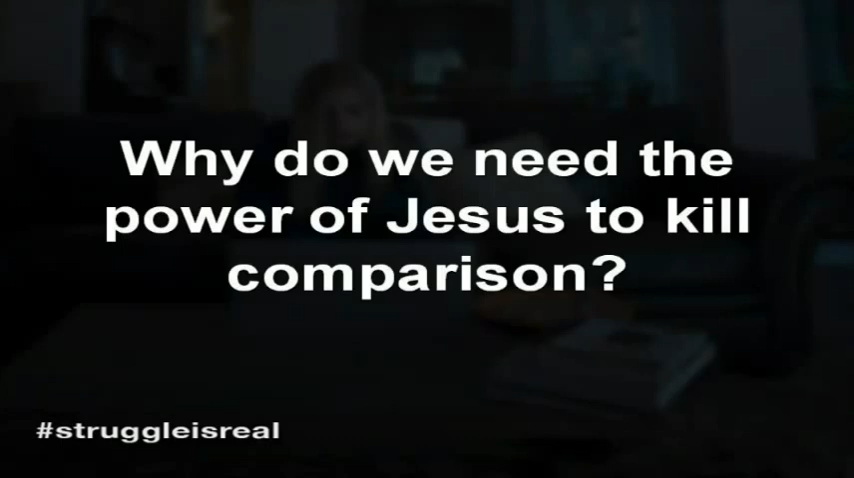 Why do we need the
power of Jesus to kill
comparison?
#struggleisreal